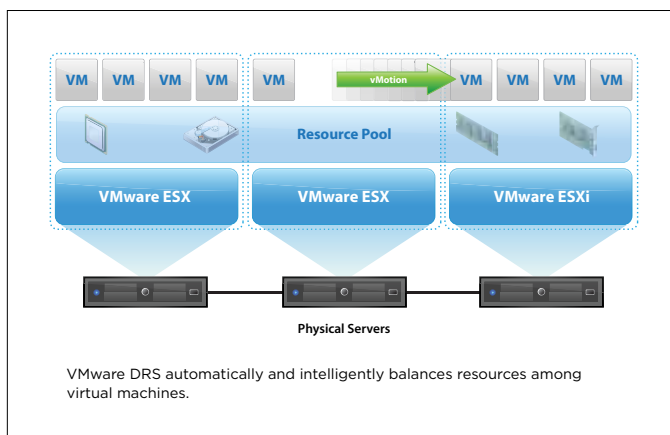 VM VM VM VM VM vMotion VM VM VM VM
Resource Pool
VMware ESX VMware ESX VMware ESXi
Physical Servers
VMware DRS automatically and intelligently balances resources among
virtual machines.